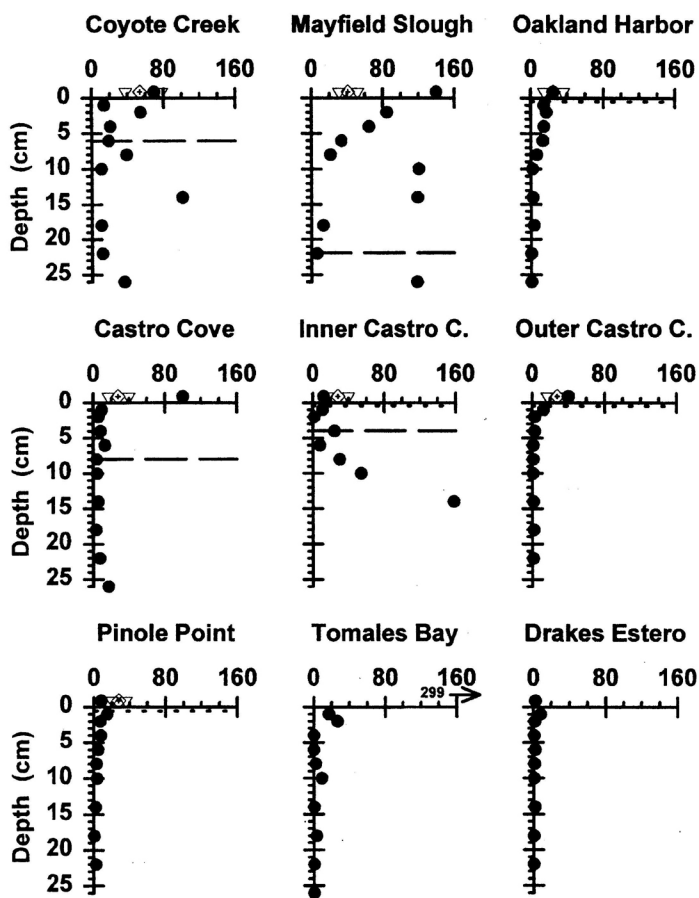 Coyote Creek Mayfield Slough Oakland Harbor
0 80 160 0 80 160 0 80 160
0
5
10
15
20
25
Depth (cm)
Castro Cove Inner Castro C. Outer Castro C.
0 80 160 0 80 160 0 80 160
0
5
10
15
20
25
Depth (cm)
Pinole Point Tomales Bay Drakes Estero
0 80 160 0 80 160 0 80 160
299
0
5
10
15
20
25
Depth (cm)